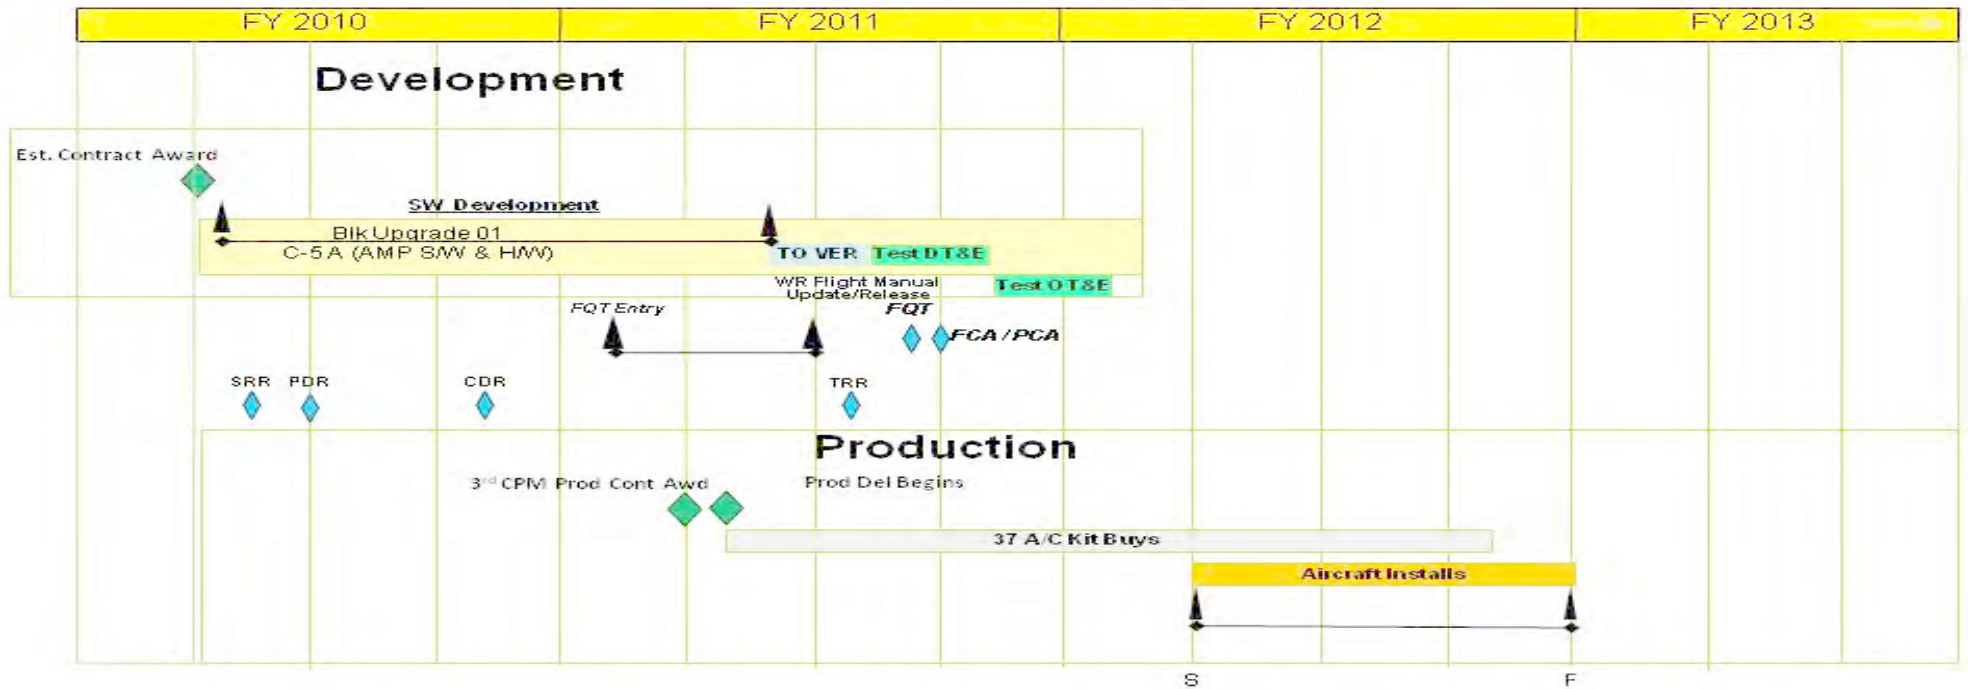 FY 2010 FY 2011 FY 2012 FY 2013
Development
Est. Contract Award
SW Development
Blk Upgrade 01
C-5A (AMP S/W & H/W)
TO VER Test DT&E
WR Flight Manual
Update/Release
Test OT&E
FQT Entry
FQT
FCA / PCA
SRR PDR CDR TRR
Production
3rd CPM Prod Cont Awd
Prod Del Begins
37 A/C Kit Buys
Aircraft Installs
S F